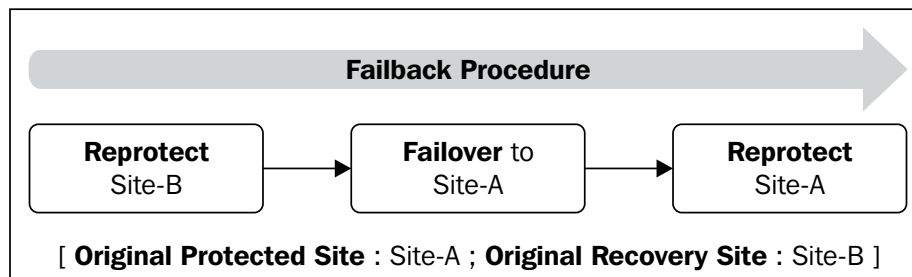 Failback Procedure
Reprotect
Site-B
Failover to
Site-A
Reprotect
Site-A
[ Original Protected Site : Site-A ; Original Recovery Site : Site-B ]